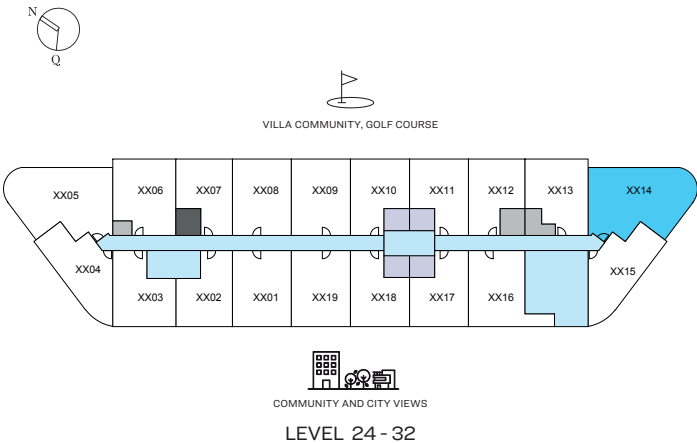 N
Q
VILLA COMMUNITY, GOLF COURSE
XX05
XX06
XX07
XX08
XX09
XX10
XX11
XX12
XX13
XX14
XX04
XX03
XX02
XX01
XX19
XX18
XX17
XX16
XX15
COMMUNITY AND CITY VIEWS
LEVEL 24 - 32